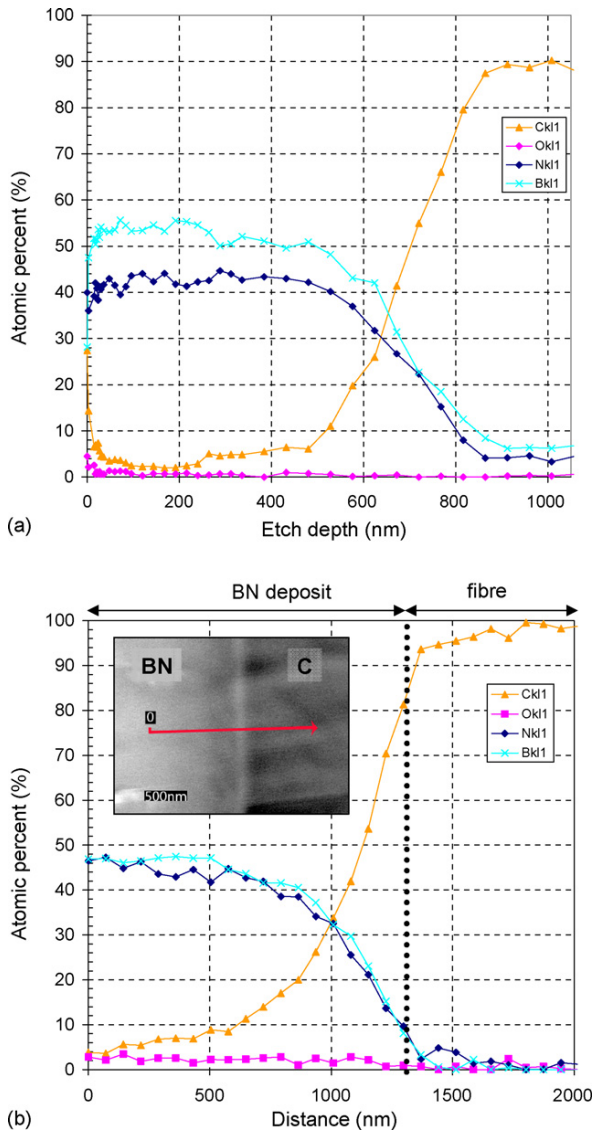 100
90
80
70
60
50
40
30
20
10
0
Atomic percent (%)
Ckl1
Okl1
Nkl1
Bkl1
0
200
400
600
800
1000
Etch depth (nm)
(a)
BN deposit
fibre
100
90
80
70
60
50
40
30
20
10
0
Atomic percent (%)
BN
C
0
500nm
Ckl1
Okl1
Nkl1
Bkl1
0
500
1000
1500
2000
Distance (nm)
(b)